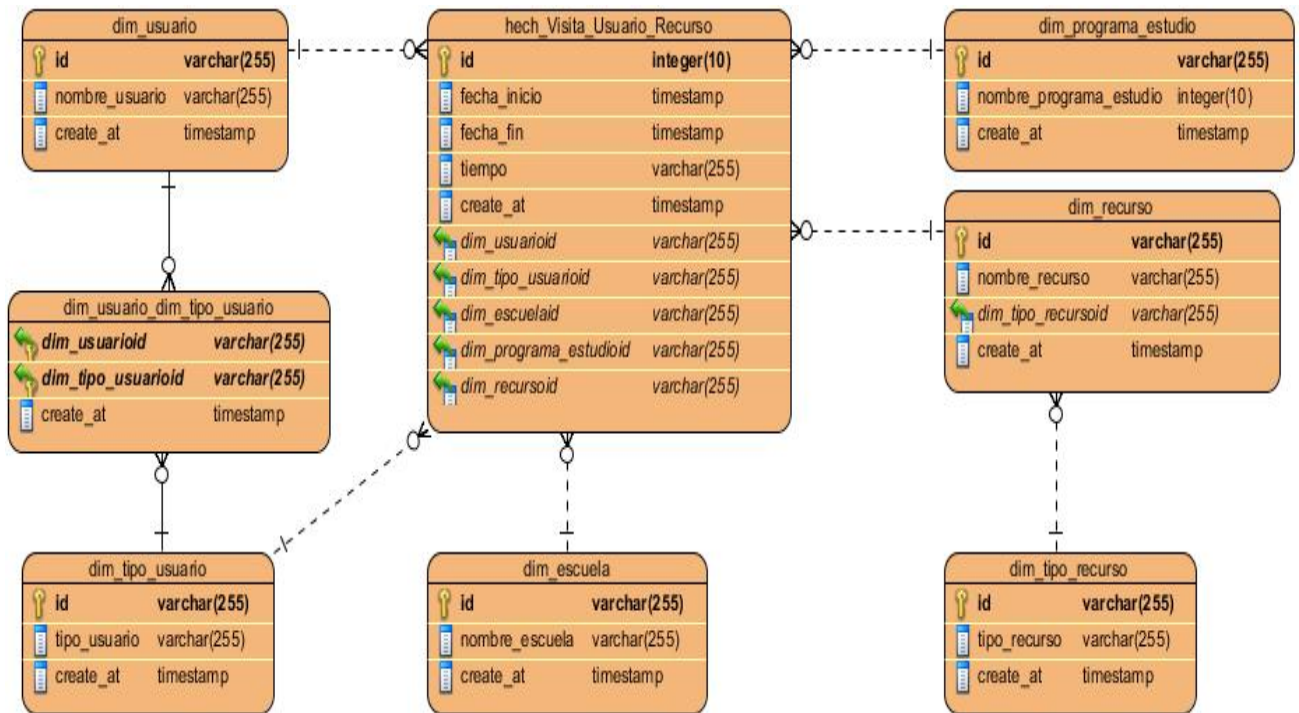 dim_usuario
id varchar(255)
nombre_usuario varchar(255)
create_at timestamp
hech_Visita_Usuario_Recurso
id integer(10)
fecha_inicio timestamp
fecha_fin timestamp
tiempo varchar(255)
create_at timestamp
dim_usuarioid varchar(255)
dim_tipo_usuarioid varchar(255)
dim_escuelaid varchar(255)
dim_programa_estudioid varchar(255)
dim_recursoid varchar(255)
dim_programa_estudio
id varchar(255)
nombre_programa_estudio integer(10)
create_at timestamp
dim_recurso
id varchar(255)
nombre_recurso varchar(255)
dim_tipo_recursoid varchar(255)
create_at timestamp
dim_usuario_dim_tipo_usuario
dim_usuarioid varchar(255)
dim_tipo_usuarioid varchar(255)
create_at timestamp
dim_tipo_usuario
id varchar(255)
tipo_usuario varchar(255)
create_at timestamp
dim_escuela
id varchar(255)
nombre_escuela varchar(255)
create_at timestamp
dim_tipo_recurso
id varchar(255)
tipo_recurso varchar(255)
create_at timestamp